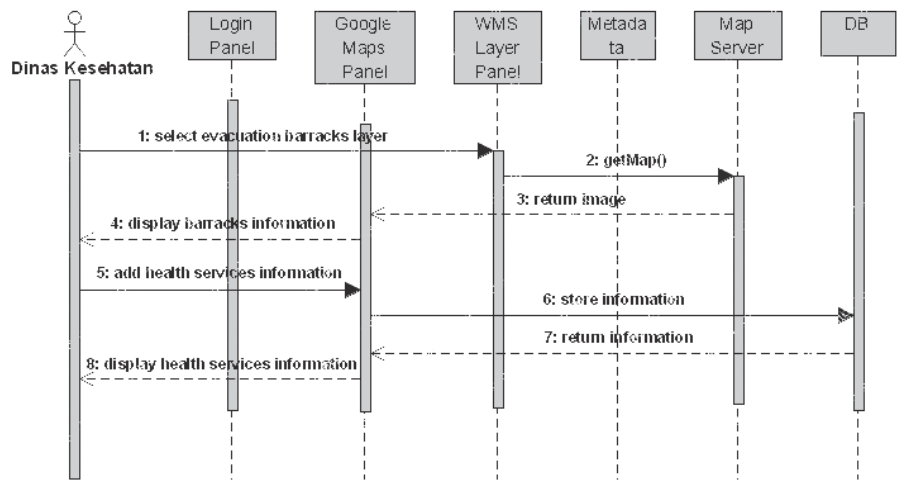 Login
Panel
Google
Maps
Panel
WMS
Layer
Panel
Metada
ta
Map
Server
DB
Dinas Kesehatan
1: select evacuation barracks layer
2: getMap()
3: return image
4: display barracks information
5: add health services information
6: store information
7: return information
8: display health services information